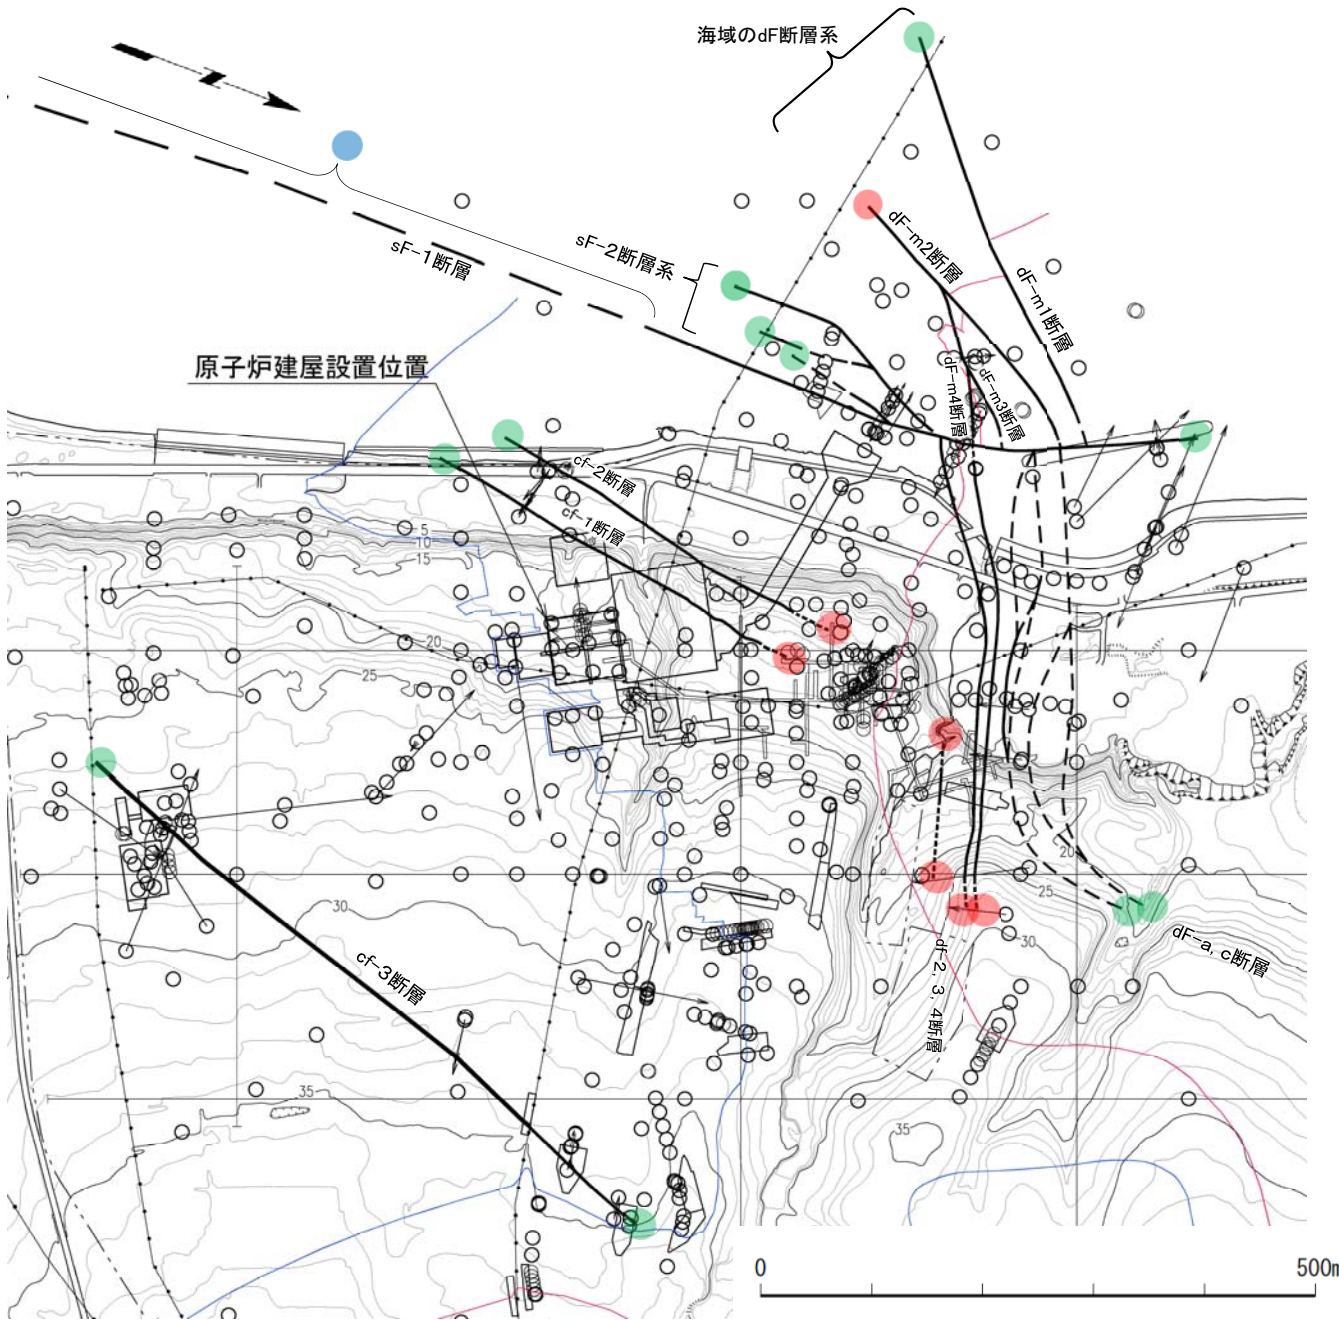 海域のdF断層系
sF-1断層
sF-2断層系
dF-m2断層
dF-m1断層
原子炉建屋設置位置
dF-m4断層
dF-m3断層
cf-2断層
cf-1断層
5
10
15
20
25
20
25
30
30
cf-3断層
df-2, 3, 4断層
dF-a, c断層
35
35
0
500m